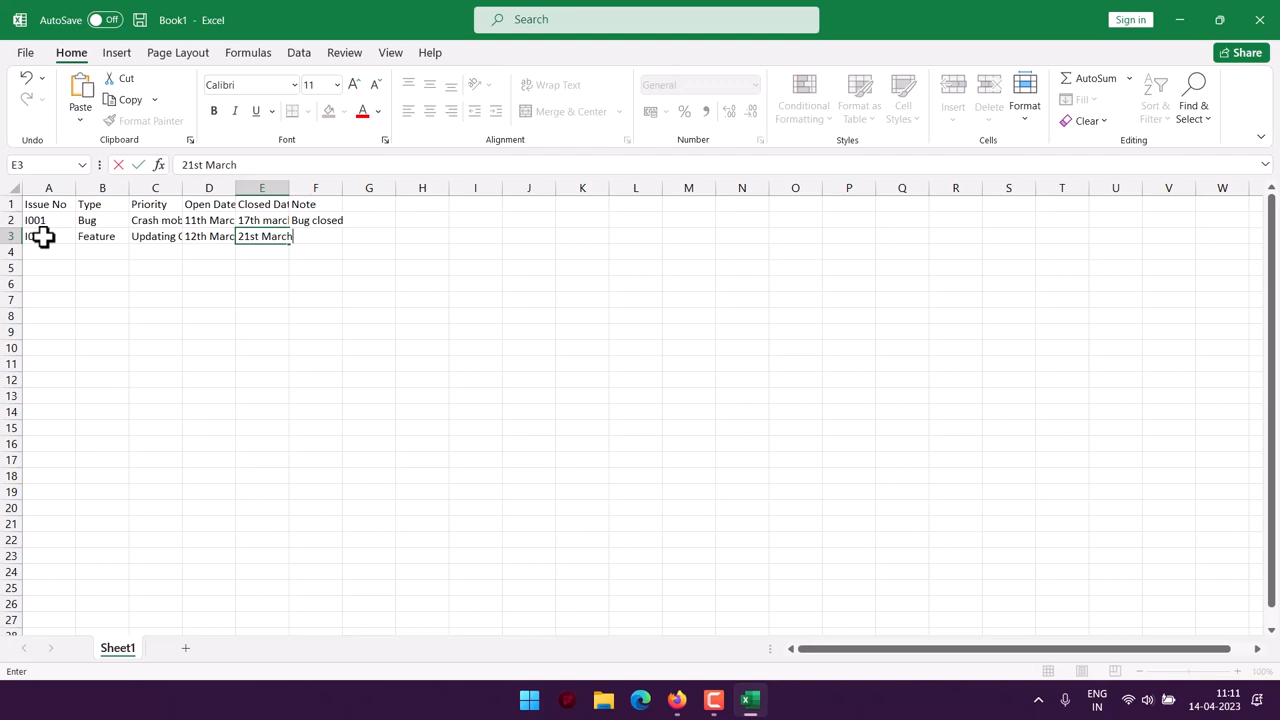 AutoSave Off Book1 - Excel Search Sign in
File Home Insert Page Layout Formulas Data Review View Help Share
Cut Calibri 11 Wrap Text General AutoSum
Paste Copy Merge & Center Conditional Formatting Format as Table Cell Styles Insert Delete Format Fill Sort & Filter Find & Select
Format Painter Clear
Undo Clipboard Font Alignment Number Styles Cells Editing
E3 21st March
A B C D E F G H I J K L M N O P Q R S T U V W
1 Issue No Type Priority Open Date Closed Dat Note
2 I001 Bug Crash mob 11th Marc 17th marc Bug closed
3 Feature Updating 12th Marc 21st March
4
5
6
7
8
9
10
11
12
13
14
15
16
17
18
19
20
21
22
23
24
25
26
27
28
Sheet1
Enter 100%
ENG 11:11
IN 14-04-2023